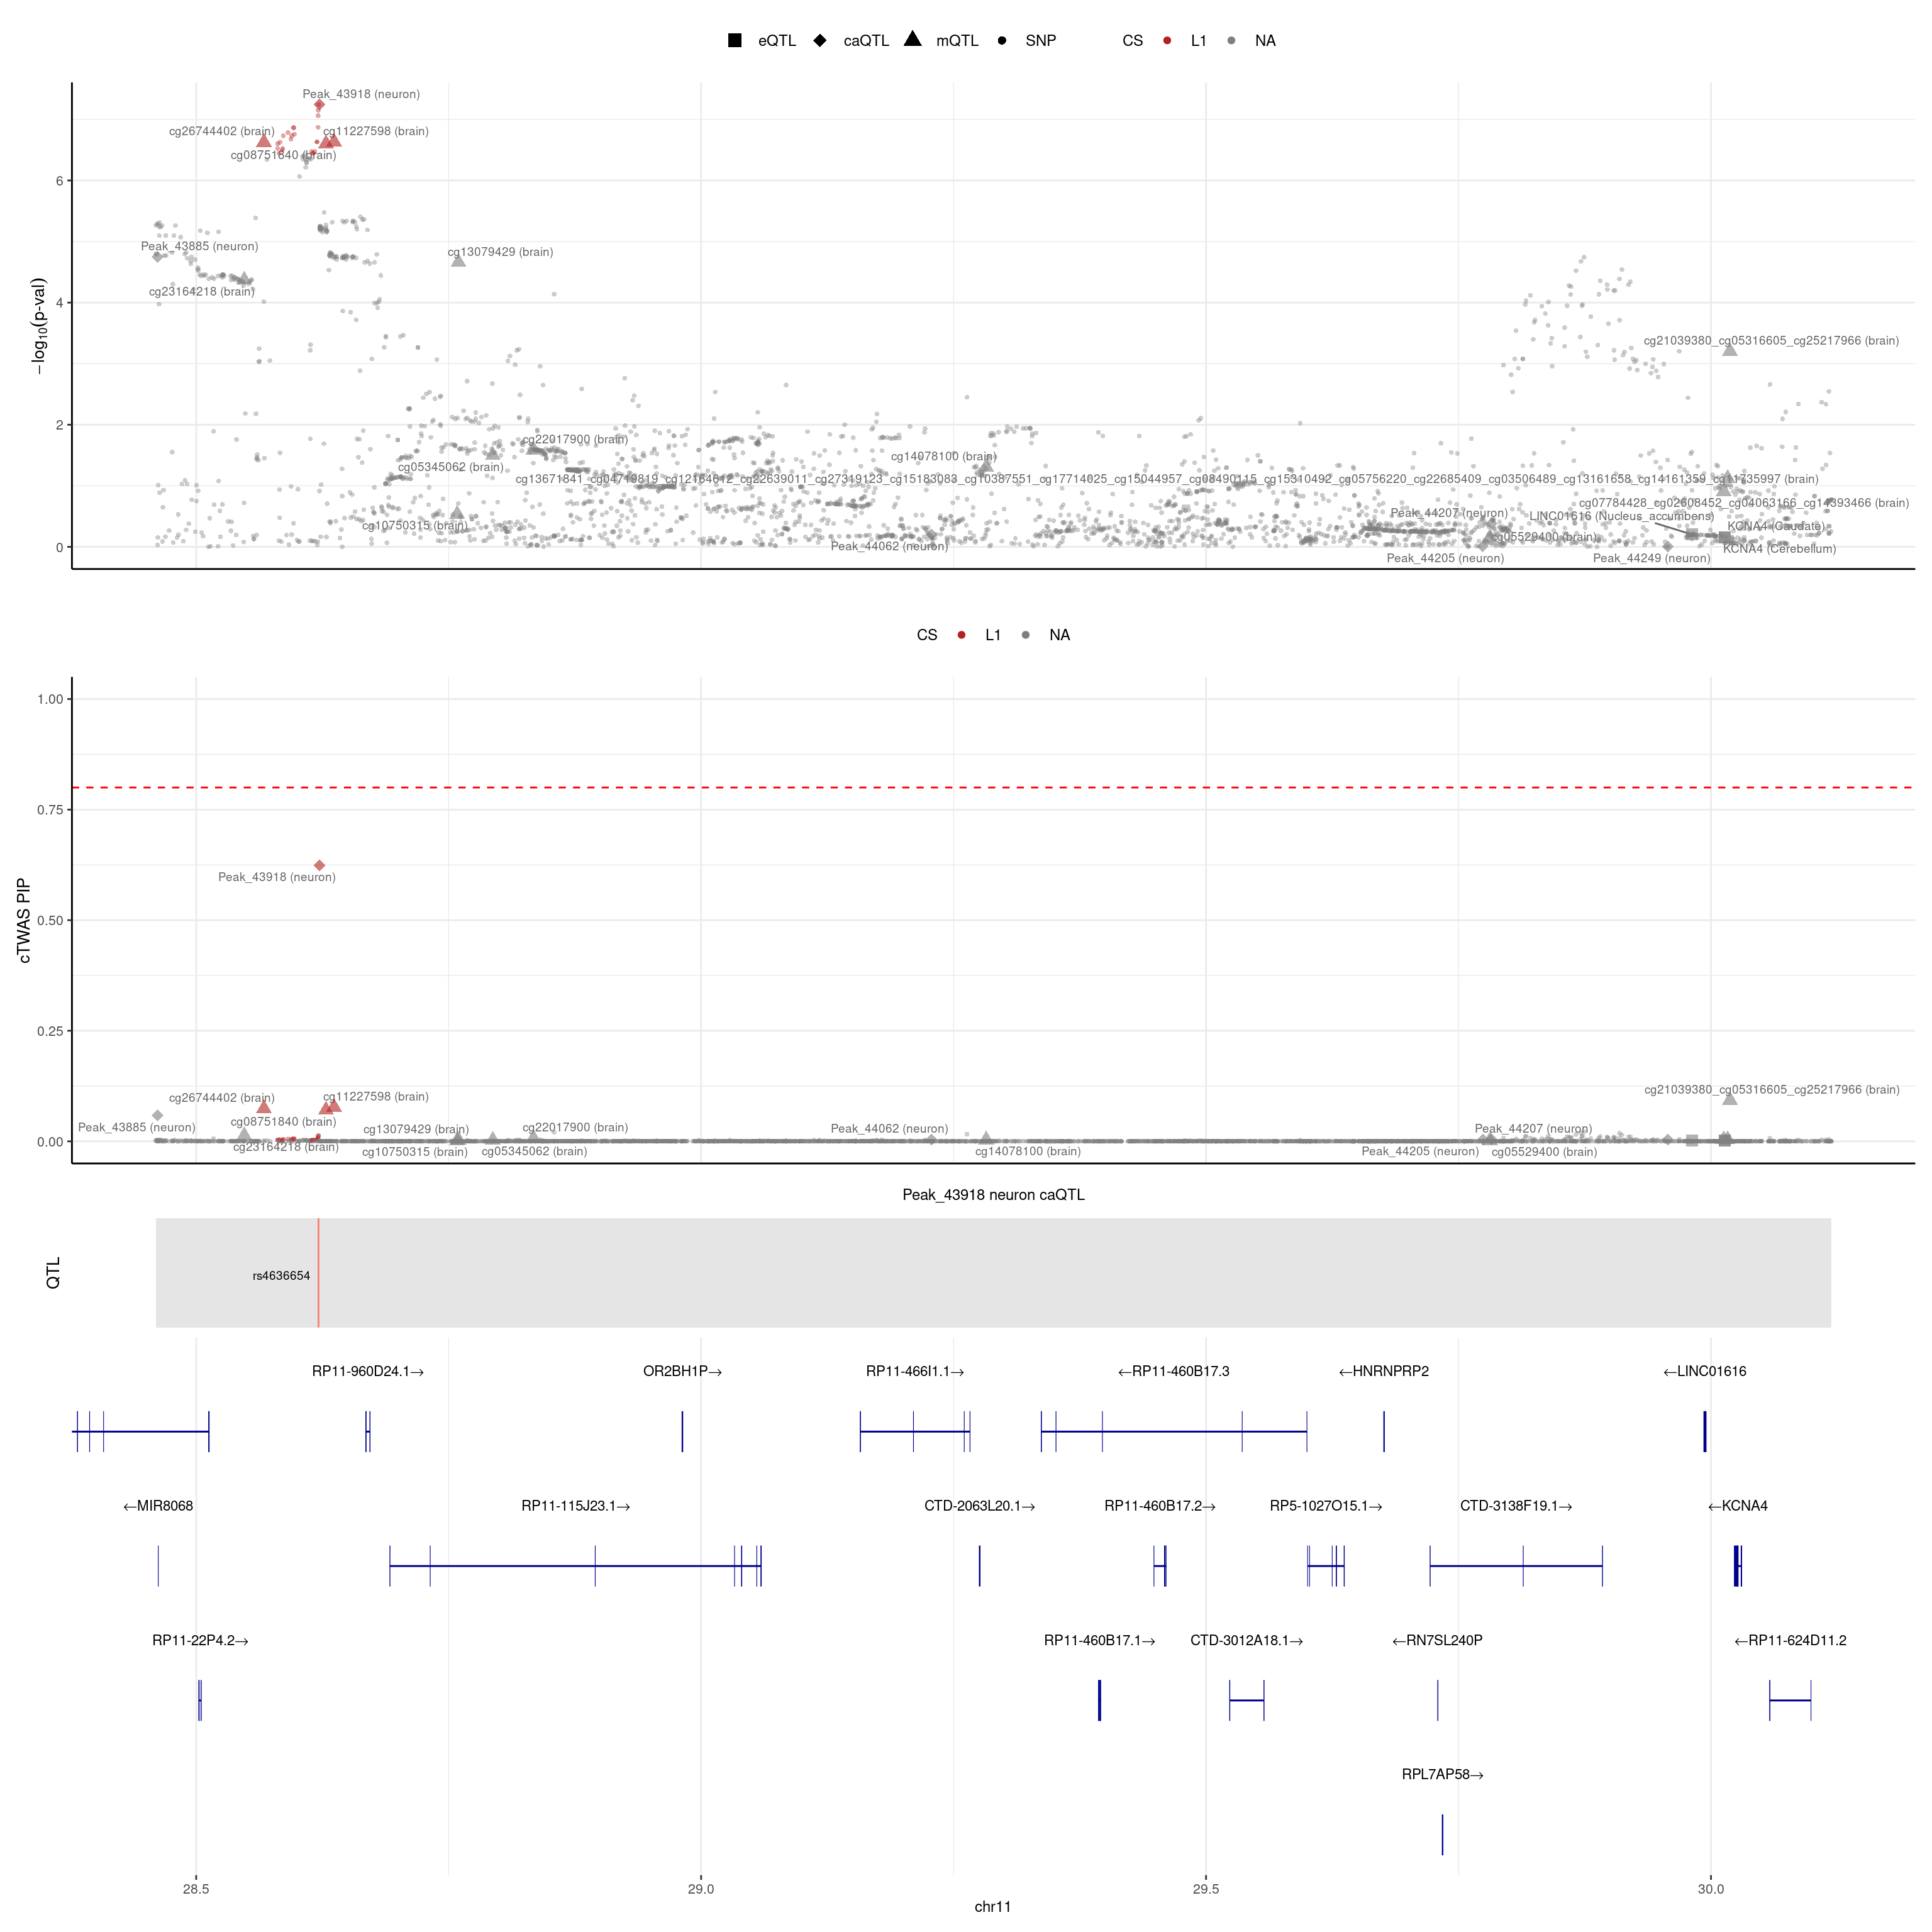 eQTL caQTL mQTL SNP CS L1 NA
Peak_43918 (neuron)
cg26744402 (brain) cg11227598 (brain)
cg08751840 (brain)
6
Peak_43885 (neuron) cg13079429 (brain)
cg23164218 (brain)
4
−log10(p-val)
cg21039380_cg05316605_cg25217966 (brain)
2
cg22017900 (brain)
cg05345062 (brain) cg14078100 (brain)
cg13671841_cg04719819_cg12164612_cg22639011_cg27319123_cg15183083_cg10387551_cg17714025_cg15044957_cg08490115_cg15310492_cg05756220_cg22685409_cg03506489_cg13161658_cg14161359_cg11735997 (brain)
cg07784428_cg02608452_cg04063166_cg14393466 (brain)
Peak_44207 (neuron) LINC01616 (Nucleus_accumbens)
cg10750315 (brain) KCNA4 (Caudate)
cg05529400 (brain)
0
Peak_44062 (neuron) KCNA4 (Cerebellum)
Peak_44205 (neuron) Peak_44249 (neuron)
CS L1 NA
1.00
0.75
Peak_43918 (neuron)
0.50
cTWAS PIP
0.25
cg21039380_cg05316605_cg25217966 (brain)
cg26744402 (brain) cg11227598 (brain)
cg08751840 (brain)
Peak_43885 (neuron) cg13079429 (brain) cg22017900 (brain) Peak_44062 (neuron) Peak_44207 (neuron)
0.00
cg23164218 (brain) cg10750315 (brain) cg05345062 (brain) cg14078100 (brain) Peak_44205 (neuron) cg05529400 (brain)
Peak_43918 neuron caQTL
QTL
rs4636654
RP11-960D24.1→ OR2BH1P→ RP11-466I1.1→ ←RP11-460B17.3 ←HNRNPRP2 ←LINC01616
←MIR8068 RP11-115J23.1→ CTD-2063L20.1→ RP11-460B17.2→ RP5-1027O15.1→ CTD-3138F19.1→ ←KCNA4
RP11-22P4.2→ RP11-460B17.1→ CTD-3012A18.1→ ←RN7SL240P ←RP11-624D11.2
RPL7AP58→
28.5 29.0 29.5 30.0
chr11